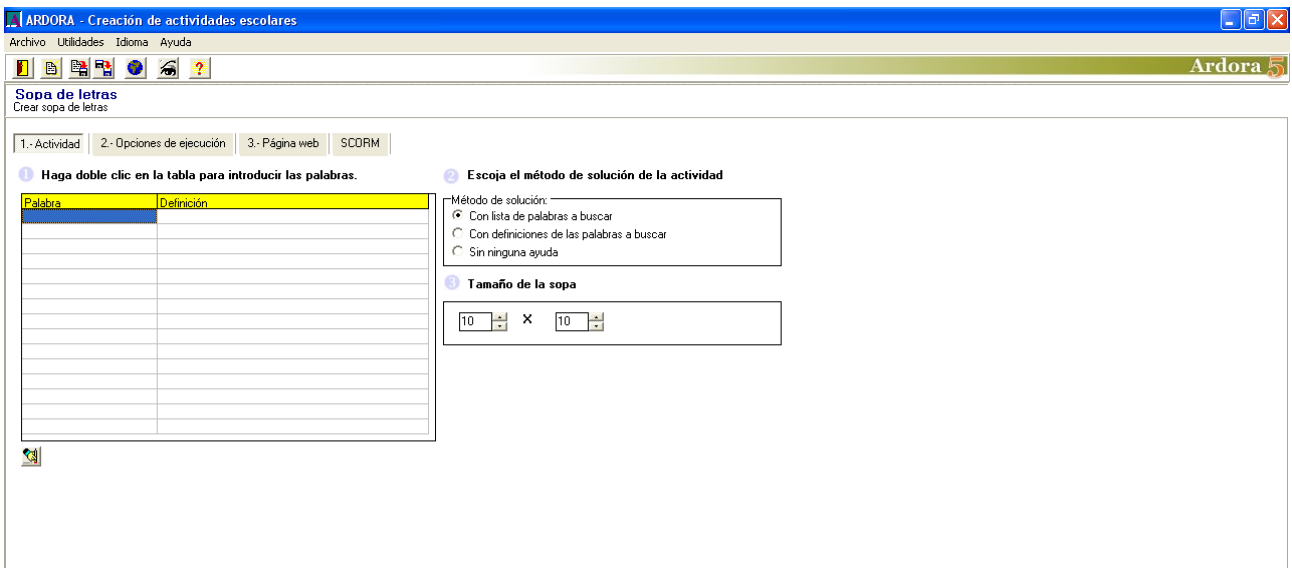 ARDORA - Creación de actividades escolares
Archivo Utilidades Idioma Ayuda
Ardora 5
Sopa de letras
Crear sopa de letras
1.- Actividad 2.- Opciones de ejecución 3.- Página web SCORM
1 Haga doble clic en la tabla para introducir las palabras.
Palabra Definición
2 Escoja el método de solución de la actividad
Método de solución:
Con lista de palabras a buscar
Con definiciones de las palabras a buscar
Sin ninguna ayuda
3 Tamaño de la sopa
10 X 10